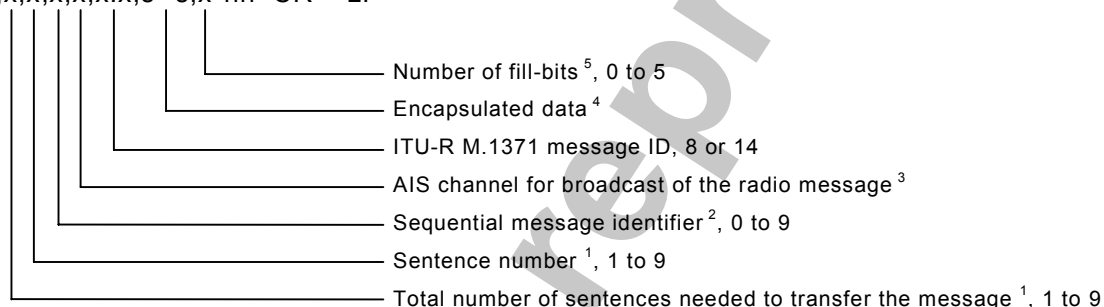 Number of fill-bits ⁵, 0 to 5
Encapsulated data ⁴
ITU-R M.1371 message ID, 8 or 14
AIS channel for broadcast of the radio message ³
Sequential message identifier ², 0 to 9
Sentence number ¹, 1 to 9
Total number of sentences needed to transfer the message ¹, 1 to 9